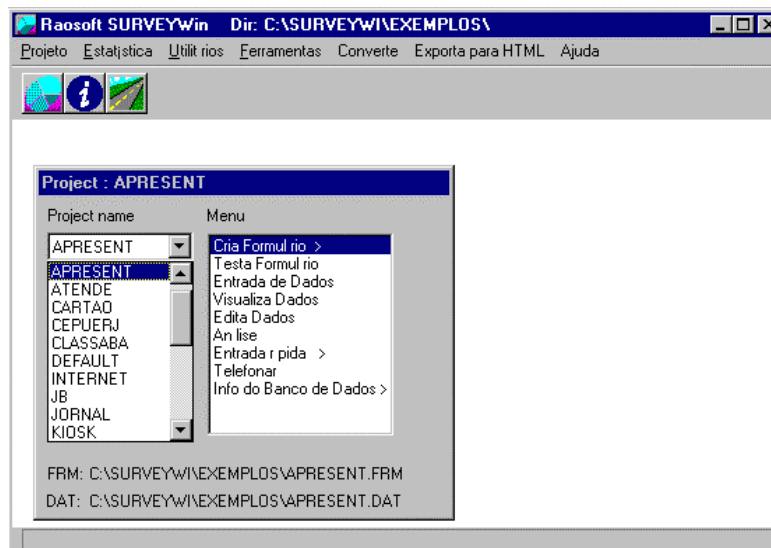 Raosoft SURVEYWin Dir: C:\SURVEYWI\EXEMPLOS\
Projeto Estatjstica Utilit rios Ferramentas Converte Exporta para HTML Ajuda
Project : APRESENT
Project name Menu
APRESENT
APRESENT
ATENDE
CARTAO
CEPUERJ
CLASSABA
DEFAULT
INTERNET
JB
JORNAL
KIOSK
Cria Formul rio >
Testa Formul rio
Entrada de Dados
Visualiza Dados
Edita Dados
An lise
Entrada r pida >
Telefonar
Info do Banco de Dados >
FRM: C:\SURVEYWI\EXEMPLOS\APRESENT.FRM
DAT: C:\SURVEYWI\EXEMPLOS\APRESENT.DAT